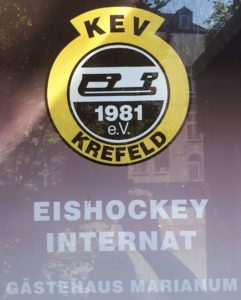 KEV
1981
e.V.
KREFELD
EISHOCKEY
INTERNAT
GÄSTEHAUS MARIANUM